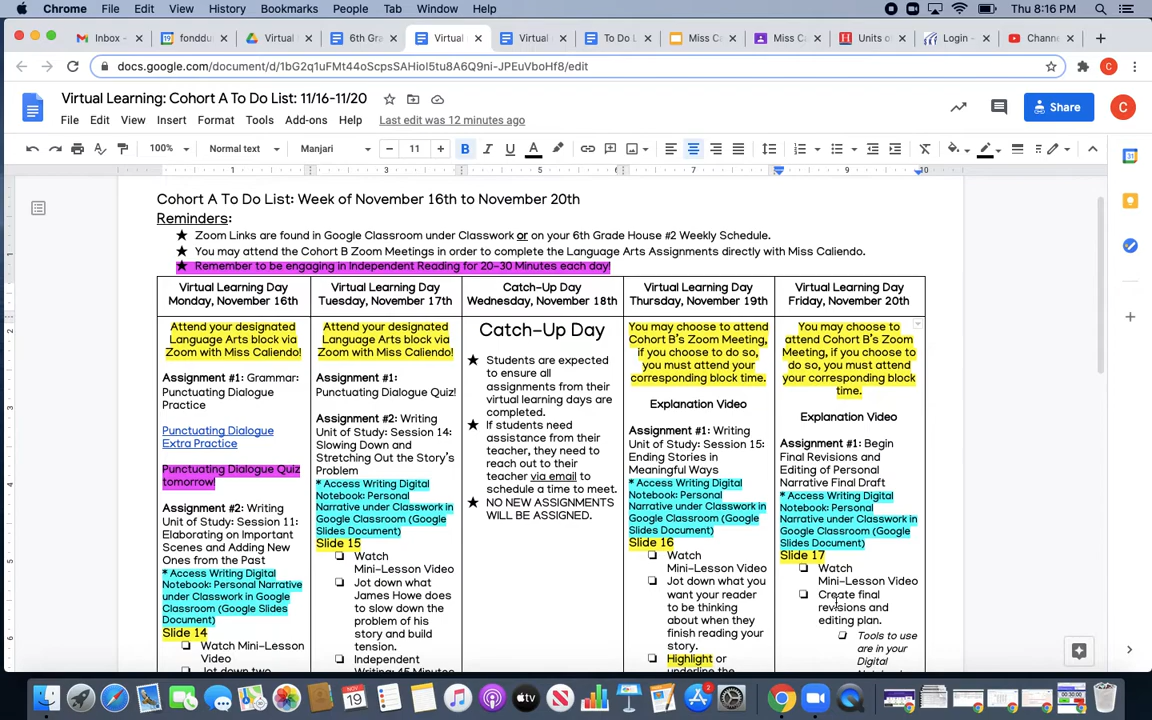 Chrome File Edit View History Bookmarks People Tab Window Help
Thu 8:16 PM
Inbox -
fonddu
Virtual
6th Gra
Virtual
Virtual
To Do L
Miss C
Miss C
Units o
Login -
Chann
docs.google.com/document/d/1bG2q1uFMt44oScpsSAHioI5tu8A6Q9ni-JPEuVboHf8/edit
Virtual Learning: Cohort A To Do List: 11/16-11/20
File Edit View Insert Format Tools Add-ons Help Last edit was 12 minutes ago
Share
100% Normal text Manjari 11
Cohort A To Do List: Week of November 16th to November 20th
Reminders:
★ Zoom Links are found in Google Classroom under Classwork or on your 6th Grade House #2 Weekly Schedule.
★ You may attend the Cohort B Zoom Meetings in order to complete the Language Arts Assignments directly with Miss Caliendo.
★ Remember to be engaging in Independent Reading for 20-30 Minutes each day!
Virtual Learning Day
Monday, November 16th
Attend your designated
Language Arts block via
Zoom with Miss Caliendo!
Assignment #1: Grammar:
Punctuating Dialogue
Practice
Punctuating Dialogue
Extra Practice
Punctuating Dialogue Quiz
tomorrow!
Assignment #2: Writing
Unit of Study: Session 11:
Elaborating on Important
Scenes and Adding New
Ones from the Past
* Access Writing Digital
Notebook: Personal Narrative
under Classwork in Google
Classroom (Google Slides
Document)
Slide 14
Watch Mini-Lesson
Video
Jot down two
Virtual Learning Day
Tuesday, November 17th
Attend your designated
Language Arts block via
Zoom with Miss Caliendo!
Assignment #1:
Punctuating Dialogue Quiz!
Assignment #2: Writing
Unit of Study: Session 14:
Slowing Down and
Stretching Out the Story's
Problem
* Access Writing Digital
Notebook: Personal
Narrative under Classwork in
Google Classroom (Google
Slides Document)
Slide 15
Watch
Mini-Lesson Video
Jot down what
James Howe does
to slow down the
problem of his
story and build
tension.
Independent
Writing: 45 Minutes
Catch-Up Day
Wednesday, November 18th
Catch-Up Day
★ Students are expected
to ensure all
assignments from their
virtual learning days are
completed.
★ If students need
assistance from their
teacher, they need to
reach out to their
teacher via email to
schedule a time to meet.
★ NO NEW ASSIGNMENTS
WILL BE ASSIGNED.
Virtual Learning Day
Thursday, November 19th
You may choose to attend
Cohort B's Zoom Meeting,
if you choose to do so,
you must attend your
corresponding block time.
Explanation Video
Assignment #1: Writing
Unit of Study: Session 15:
Ending Stories in
Meaningful Ways
* Access Writing Digital
Notebook: Personal
Narrative under Classwork in
Google Classroom (Google
Slides Document)
Slide 16
Watch
Mini-Lesson Video
Jot down what you
want your reader
to be thinking
about when they
finish reading your
story.
Highlight or
underline the
Virtual Learning Day
Friday, November 20th
You may choose to
attend Cohort B's Zoom
Meeting, if you choose to
do so, you must attend
your corresponding block
time.
Explanation Video
Assignment #1: Begin
Final Revisions and
Editing of Personal
Narrative Final Draft
* Access Writing Digital
Notebook: Personal
Narrative under Classwork in
Google Classroom (Google
Slides Document)
Slide 17
Watch
Mini-Lesson Video
Create final
revisions and
editing plan.
Tools to use
are in your
Digital